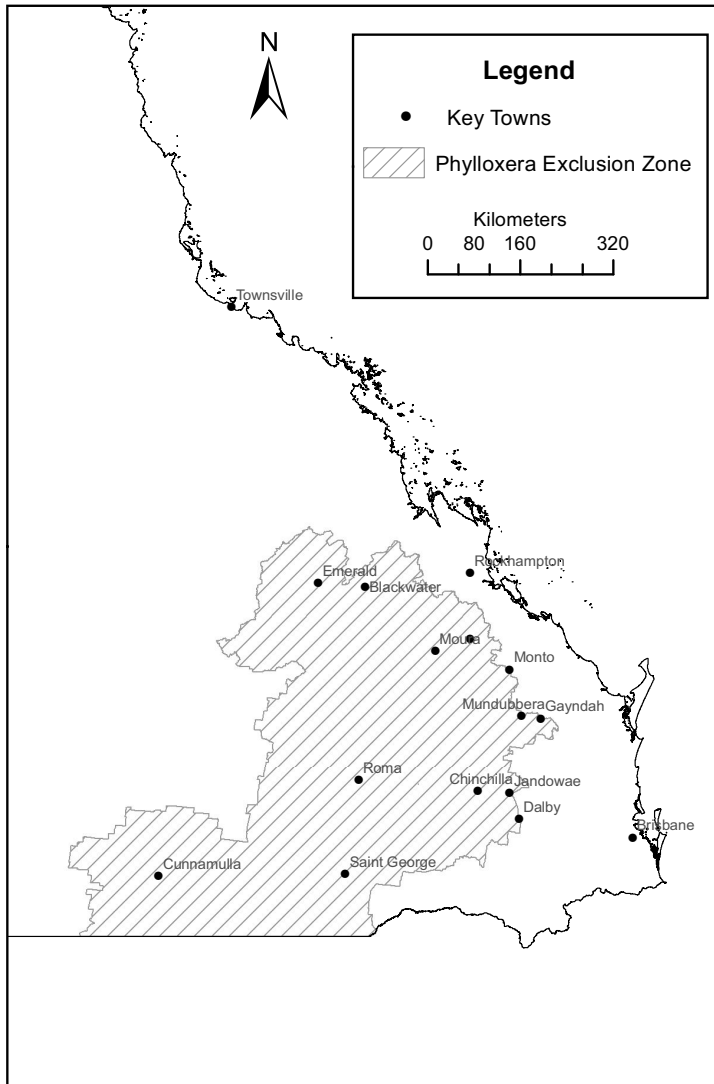 N
Legend
Key Towns
Phylloxera Exclusion Zone
Kilometers
0 80 160 320
Townsville
Rockhampton
Emerald
Blackwater
Moura
Monto
Mundubbera
Gayndah
Roma
Chinchilla
Jandowae
Dalby
Brisbane
Cunnamulla
Saint George